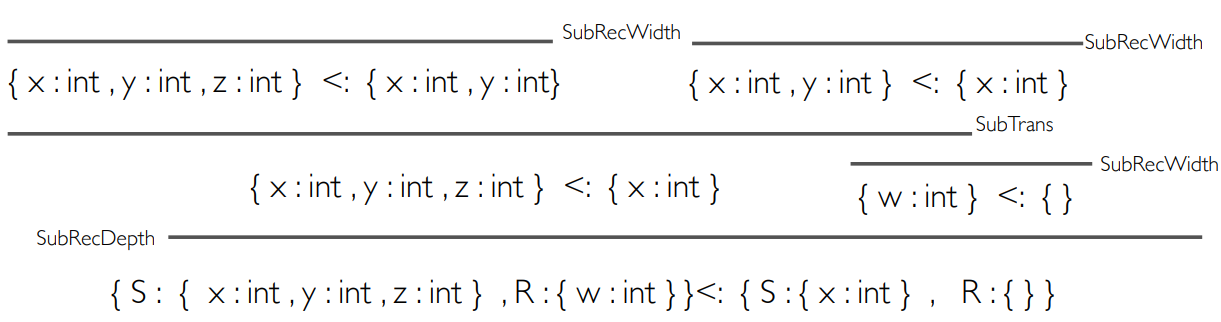 SubRecWidth SubRecWidth
{ x : int , y : int , z : int } <: { x : int , y : int} { x : int , y : int } <: { x : int }
SubTrans
SubRecWidth
{ x : int , y : int , z : int } <: { x : int } { w : int } <: { }
SubRecDepth
{ S : { x : int , y : int , z : int } , R : { w : int } }<: { S : { x : int } , R : { } }